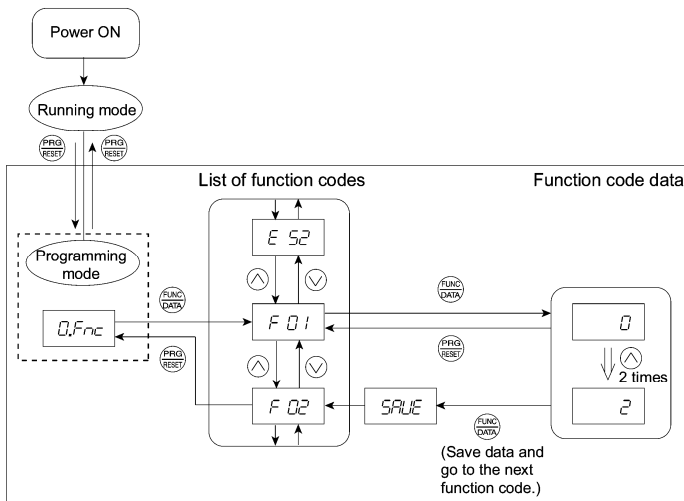 Power ON
Running mode
PRG
RESET
PRG
RESET
List of function codes
Function code data
E 52
Programming
mode
FUNC
DATA
FUNC
DATA
0.Fnc
F 01
0
PRG
RESET
PRG
RESET
2 times
F 02
SAVE
2
FUNC
DATA
(Save data and
go to the next
function code.)